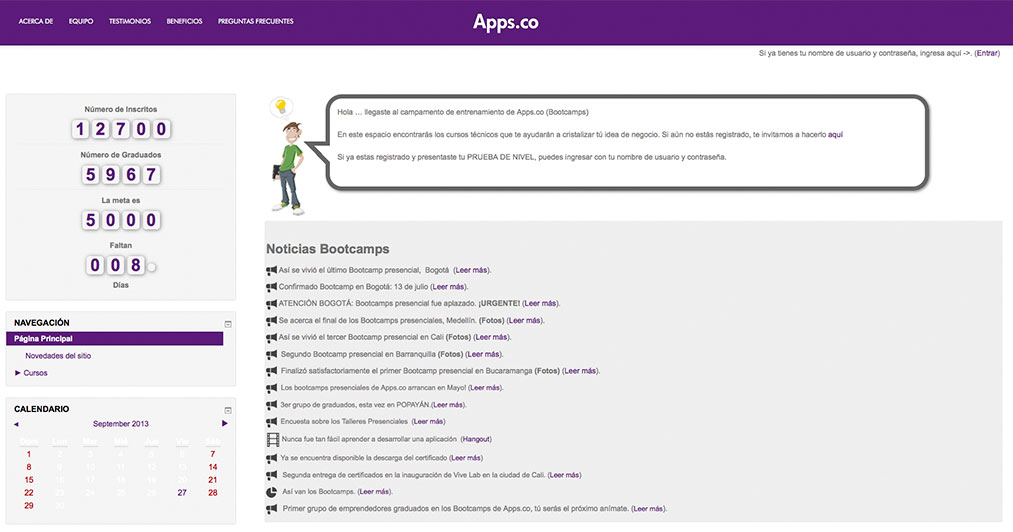 ACERCA DE EQUIPO TESTIMONIOS BENEFICIOS PREGUNTAS FRECUENTES
Apps.co
Si ya tienes tu nombre de usuario y contraseña, ingresa aquí ->. (Entrar)
Número de Inscritos
12700
Número de Graduados
5967
La meta es
5000
Faltan
008
Días
Hola ... llegaste al campamento de entrenamiento de Apps.co (Bootcamps)
En este espacio encontrarás los cursos técnicos que te ayudarán a cristalizar tú idea de negocio. Si aún no estás registrado, te invitamos a hacerlo aquí
Si ya estas registrado y presentaste tu PRUEBA DE NIVEL, puedes ingresar con tu nombre de usuario y contraseña.
NAVEGACIÓN
Página Principal
Novedades del sitio
► Cursos
CALENDARIO
◄ September 2013 ►
Dom Lun Mar Mié Jue Vie Sáb
1 2 3 4 5 6 7
8 9 10 11 12 13 14
15 16 17 18 19 20 21
22 23 24 25 26 27 28
29 30
Noticias Bootcamps
Así se vivió el último Bootcamp presencial, Bogotá (Leer más).
Confirmado Bootcamp en Bogotá: 13 de julio (Leer más).
ATENCIÓN BOGOTÁ: Bootcamps presencial fue aplazado. ¡URGENTE! (Leer más).
Se acerca el final de los Bootcamps presenciales, Medellín. (Fotos) (Leer más).
Así se vivió el tercer Bootcamp presencial en Cali (Fotos) (Leer más).
Segundo Bootcamp presencial en Barranquilla (Fotos) (Leer más).
Finalizó satisfactoriamente el primer Bootcamp presencial en Bucaramanga (Fotos) (Leer más).
Los bootcamps presenciales de Apps.co arrancan en Mayo! (Leer más).
3er grupo de graduados, esta vez en POPAYÁN.(Leer más).
Encuesta sobre los Talleres Presenciales (Leer más)
Nunca fue tan fácil aprender a desarrollar una aplicación (Hangout)
Ya se encuentra disponible la descarga del certificado (Leer más)
Segunda entrega de certificados en la inauguración de Vive Lab en la ciudad de Cali. (Leer más)
Así van los Bootcamps. (Leer más).
Primer grupo de emprendedores graduados en los Bootcamps de Apps.co, tú serás el próximo anímate. (Leer más).